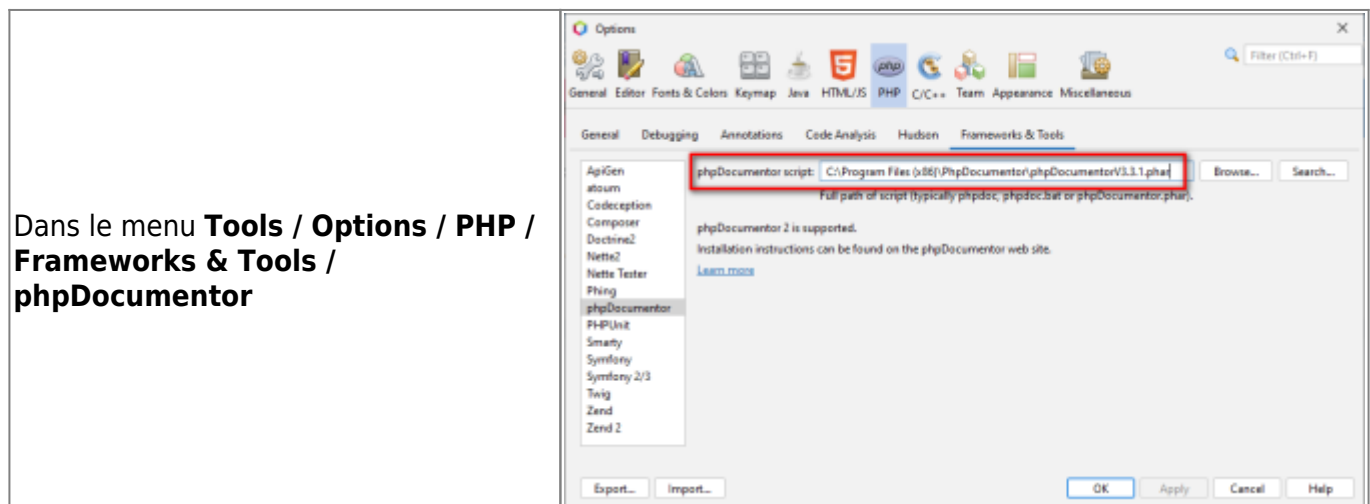 Dans le menu Tools / Options / PHP /
Frameworks & Tools /
phpDocumentor
Options
Filter (Ctrl+F)
General Editor Fonts & Colors Keymap Java HTML/JS PHP C/C++ Team Appearance Miscellaneous
General Debugging Annotations Code Analysis Hudson Frameworks & Tools
ApiGen
atoum
Codeception
Composer
Doctrine2
Nette2
Nette Tester
Phing
phpDocumentor
PHPUnit
Smarty
Symfony
Symfony 2/3
Twig
Zend
Zend 2
phpDocumentor script: C:\Program Files (x86)\PhpDocumentor\phpDocumentorV3.3.1.phar Browse... Search...
Full path of script (typically phpdoc, phpdoc.bat or phpDocumentor.phar).
phpDocumentor 2 is supported.
Installation instructions can be found on the phpDocumentor web site.
Learn more
Export... Import... OK Apply Cancel Help